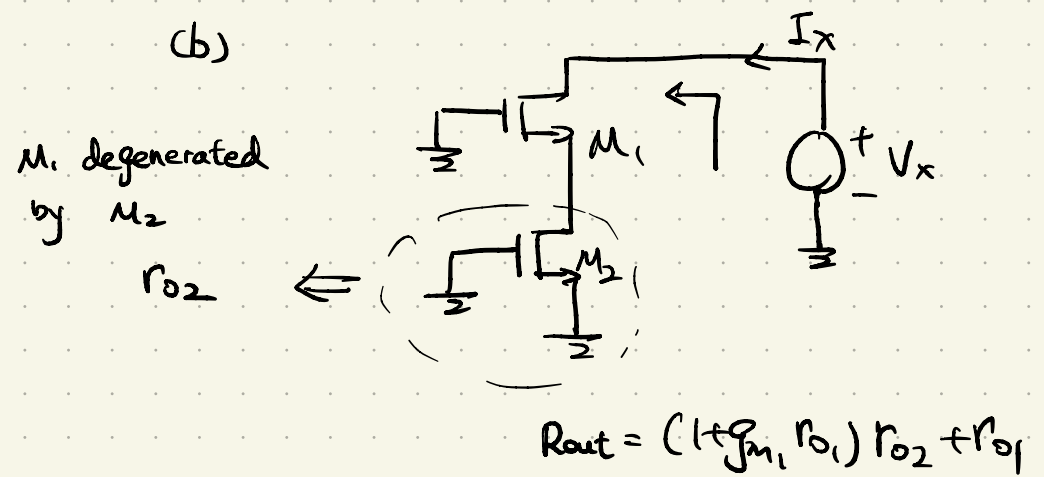 (b)
Ix
M1
+
Vx
-
M1 degenerated
by M2
ro2
M2
Rout = (1+gm1 ro1) ro2 + ro1